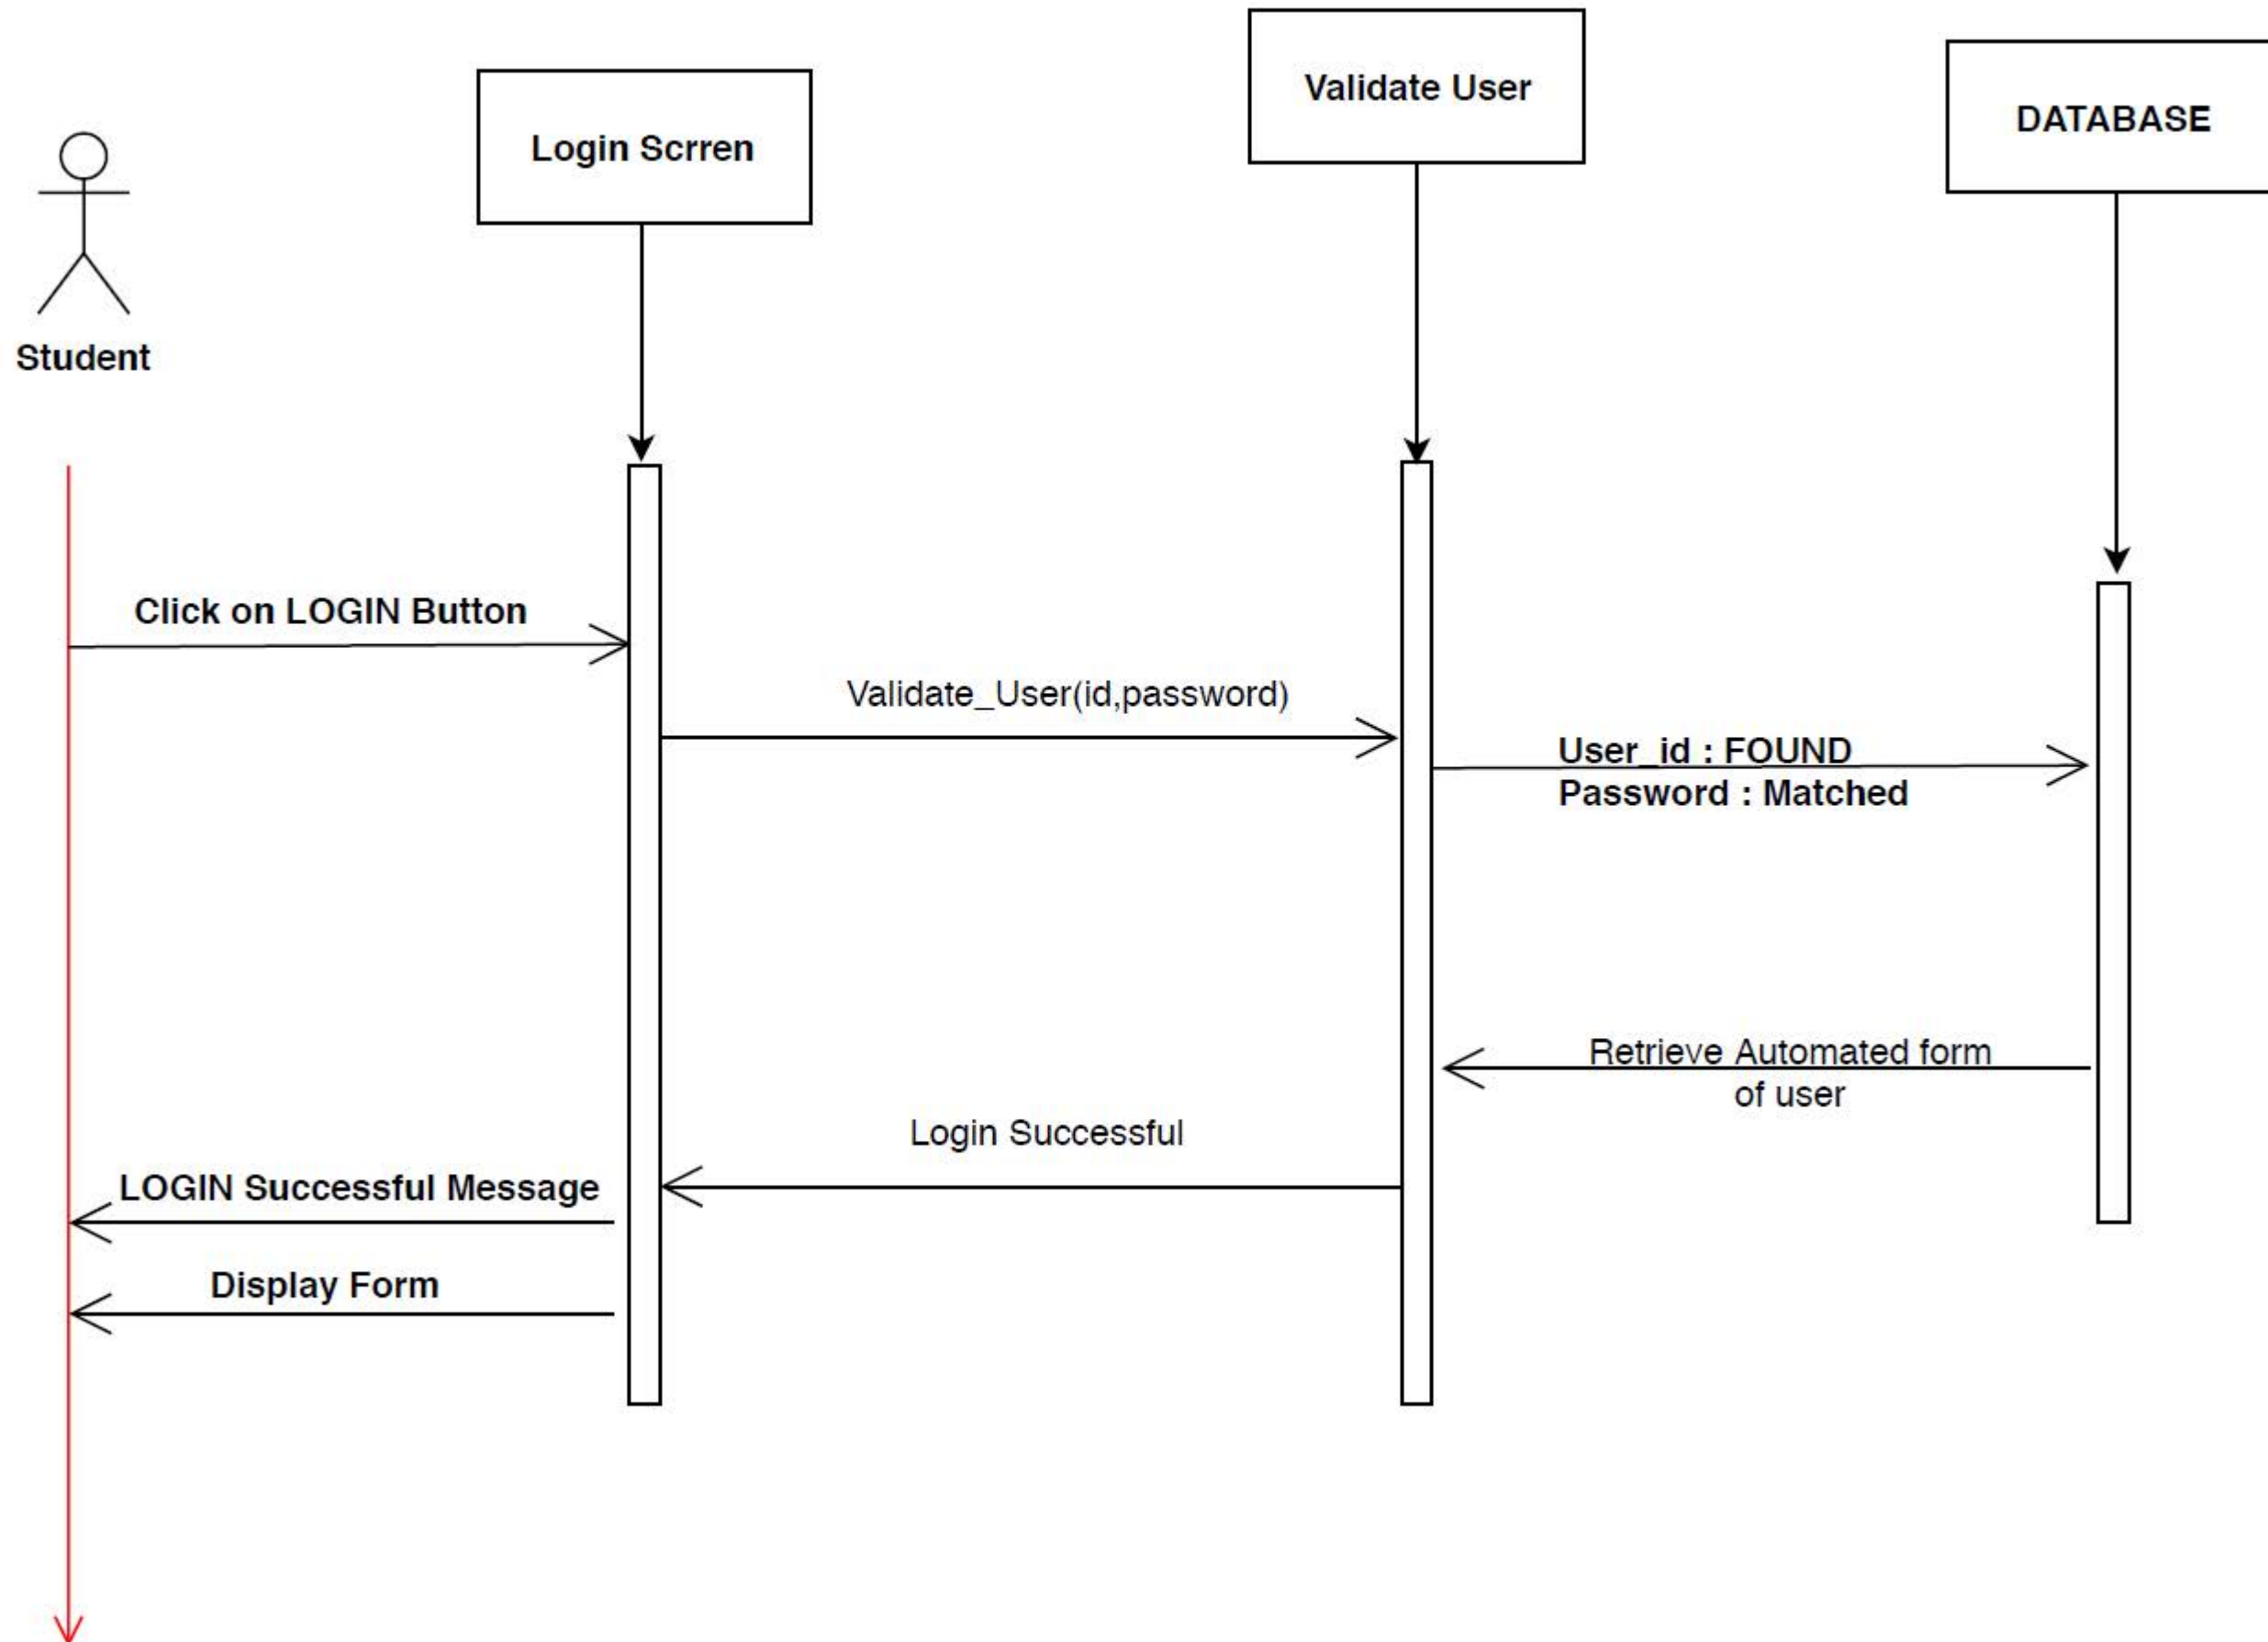 Validate User
DATABASE
Login Scrren
Student
Click on LOGIN Button
Validate_User(id,password)
User_id : FOUND
Password : Matched
Retrieve Automated form
of user
Login Successful
LOGIN Successful Message
Display Form